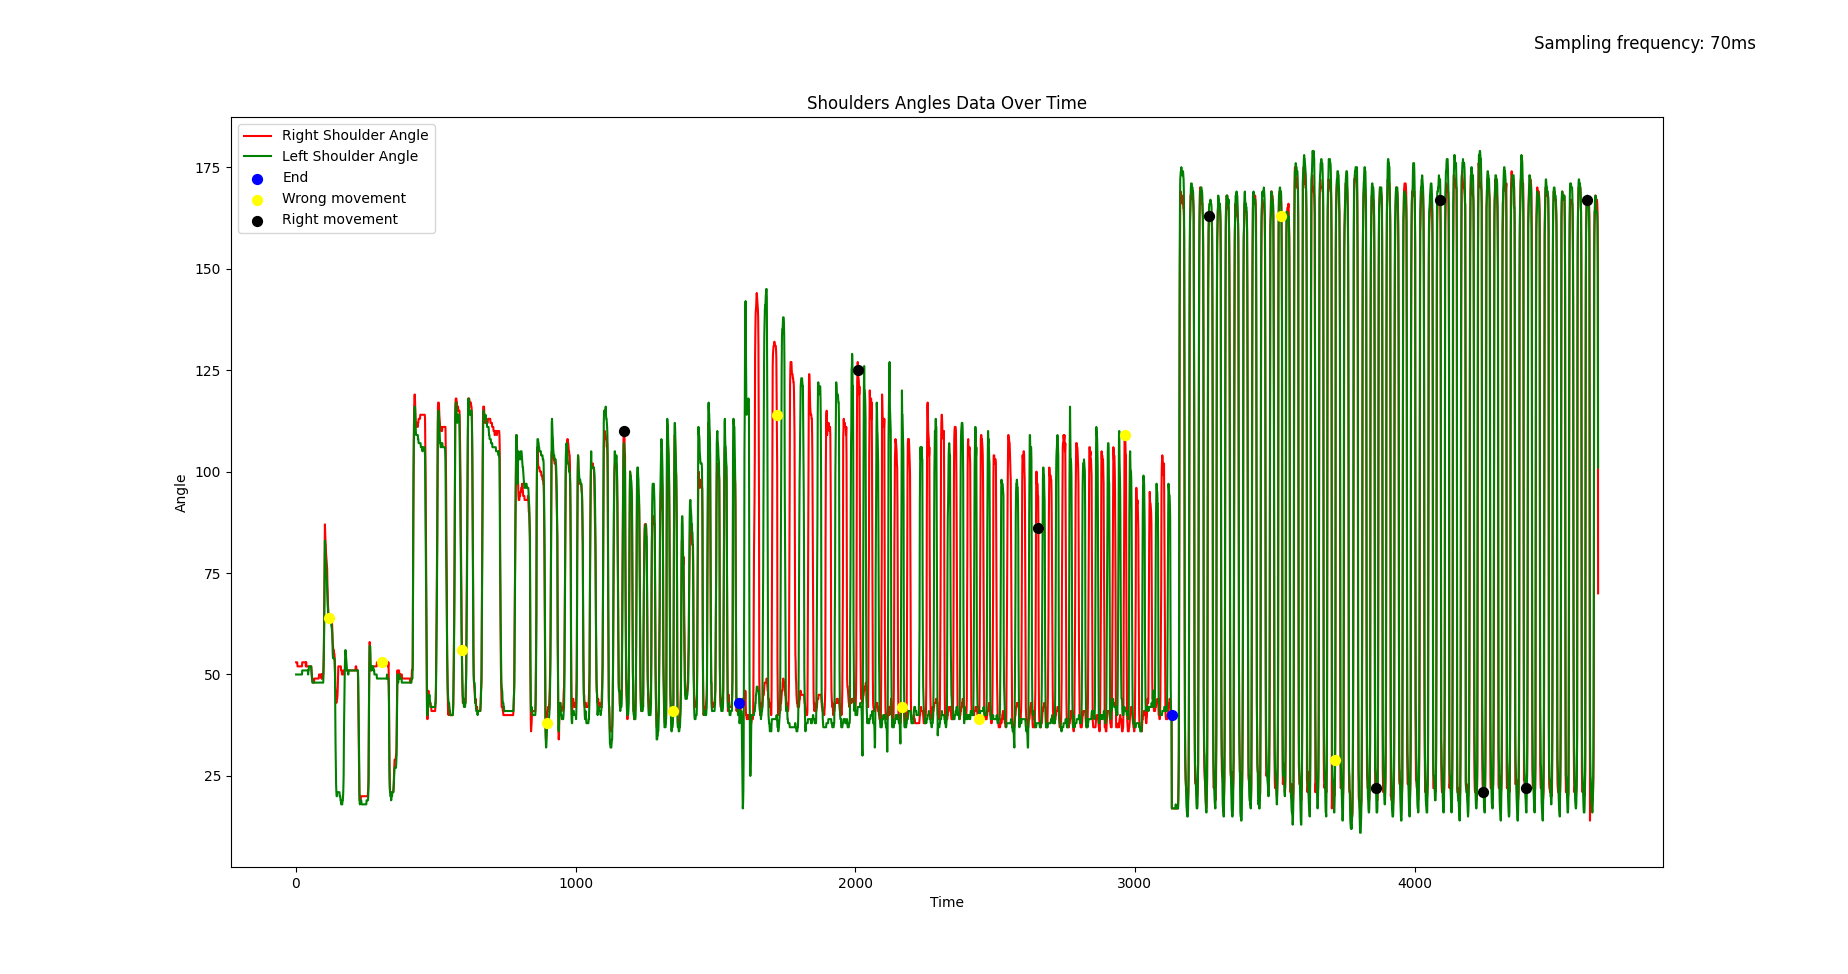 Sampling frequency: 70ms
Shoulders Angles Data Over Time
Right Shoulder Angle
Left Shoulder Angle
End
Wrong movement
Right movement
175
150
125
100
75
50
25
Angle
0
1000
2000
3000
4000
Time